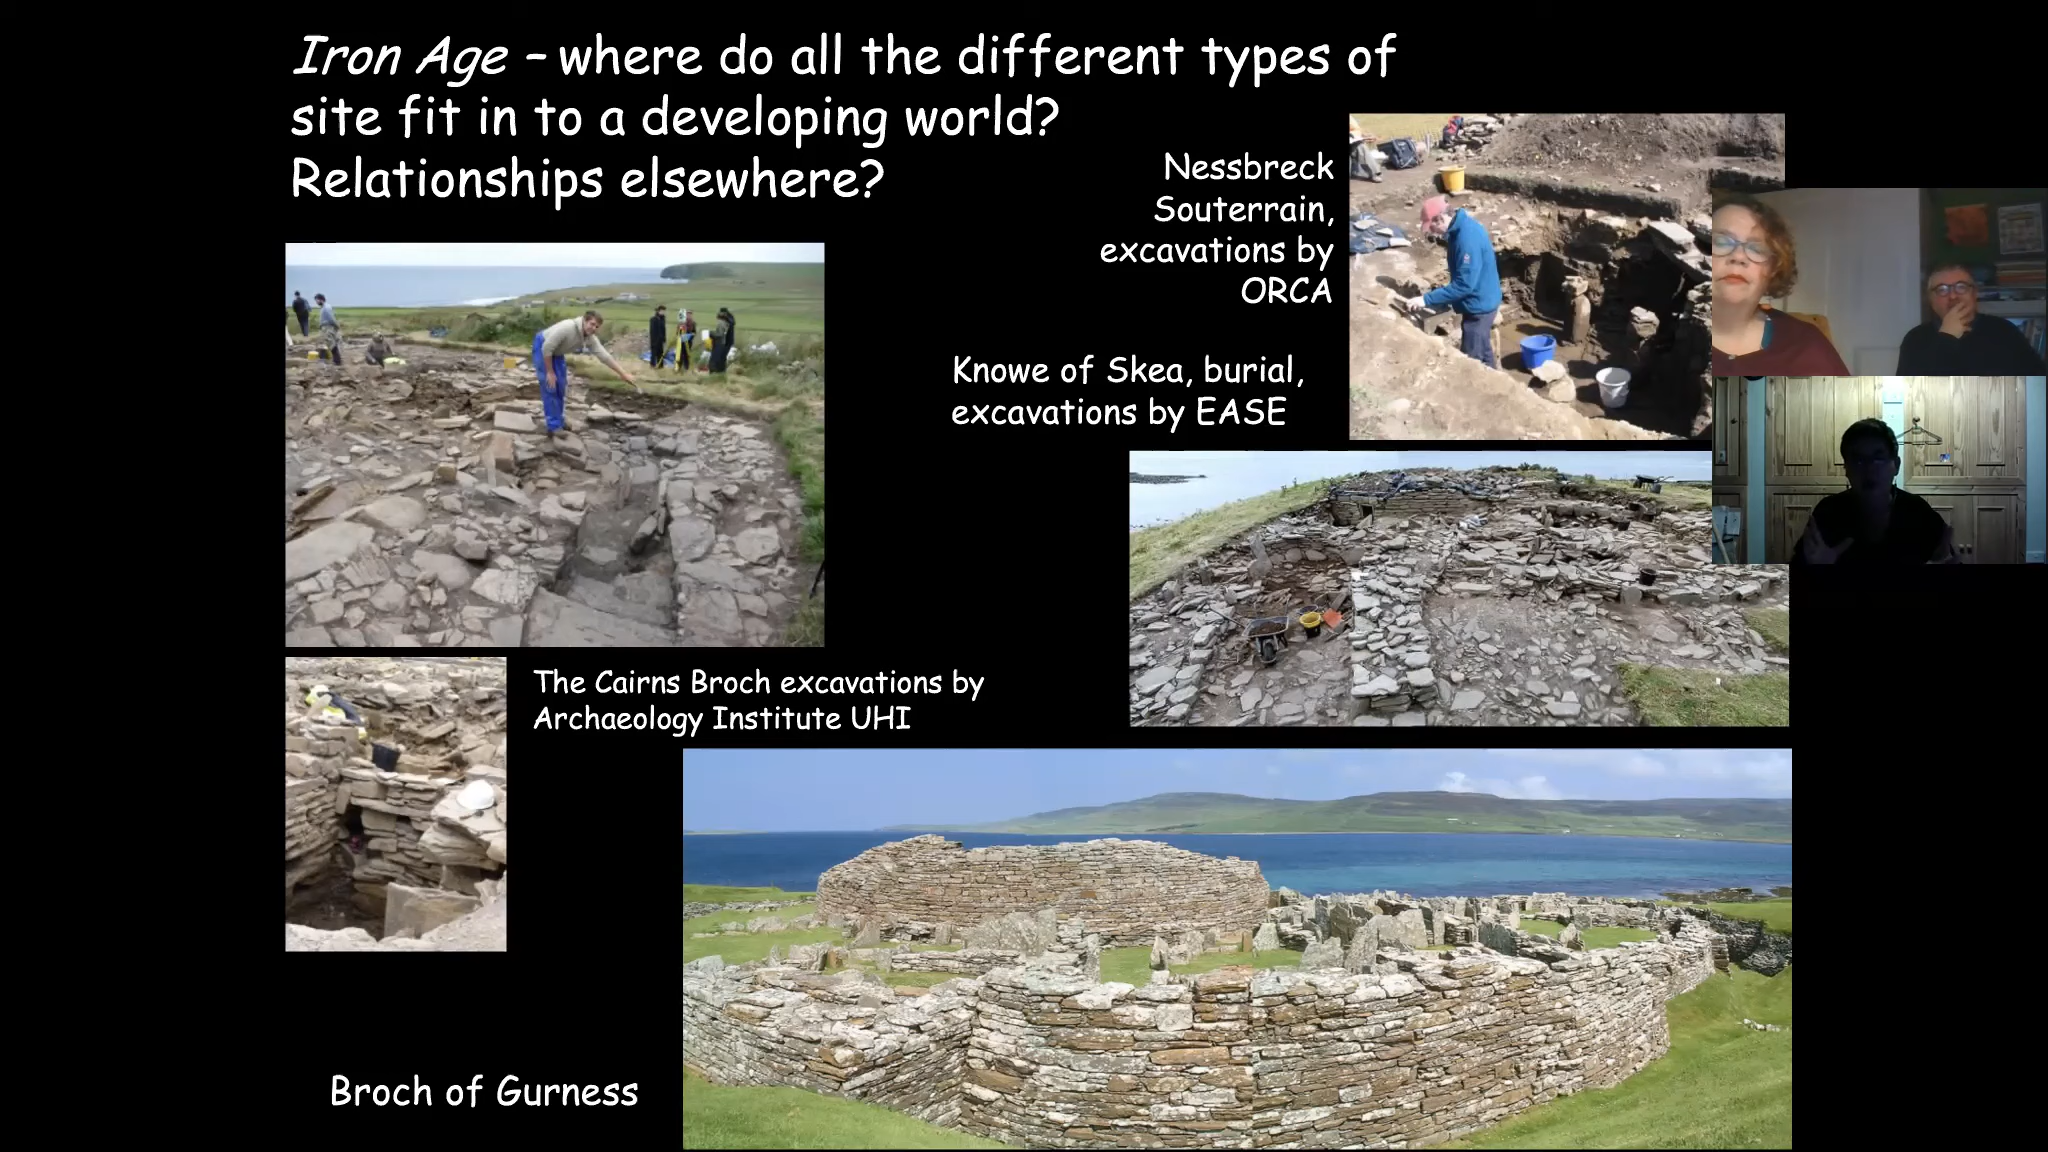 Iron Age – where do all the different types of
site fit in to a developing world?
Relationships elsewhere?
Nessbreck
Souterrain,
excavations by
ORCA
Knowe of Skea, burial,
excavations by EASE
The Cairns Broch excavations by
Archaeology Institute UHI
Broch of Gurness